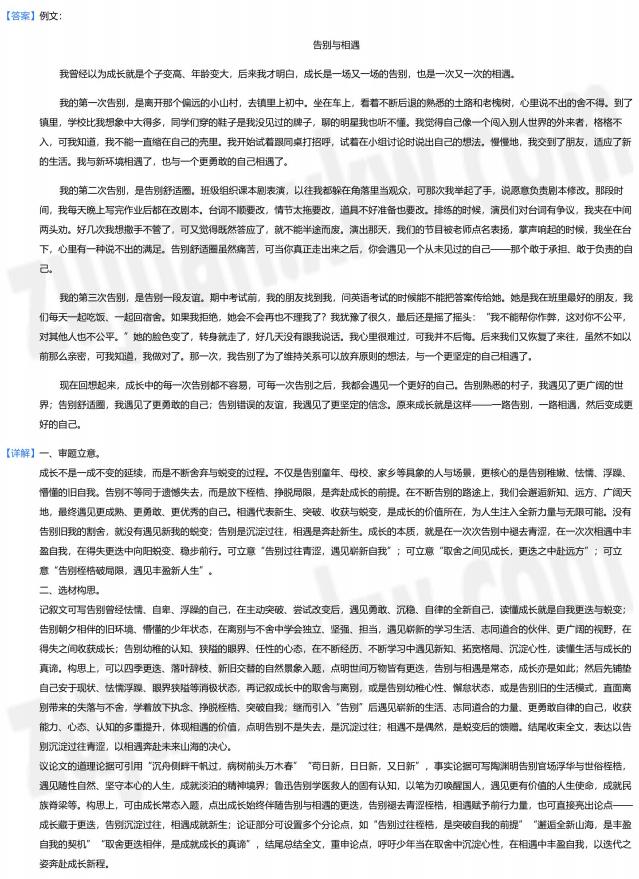 【答案】例文：
告别与相遇
我曾经以为成长就是个子变高、年龄变大，后来我才明白，成长是一场又一场的告别，也是一次又一次的相遇。
我的第一次告别，是离开那个偏远的小山村，去镇里上初中。坐在车上，看着不断后退的熟悉的土路和老槐树，心里说不出的舍不得。到了
镇里，学校比我想象中大得多，同学们穿的鞋子是我没见过的牌子，聊的明星我也听不懂。我觉得自己像一个闯入别人世界的外来者，格格不
入，可我知道，我不能一直缩在自己的壳里。我开始试着跟同桌打招呼，试着在小组讨论时说出自己的想法。慢慢地，我交到了朋友，适应了新
的生活。我与新环境相遇了，也与一个更勇敢的自己相遇了。
我的第二次告别，是告别舒适圈。班级组织课本剧表演，以往我都躲在角落里当观众，可那次我举起了手，说愿意负责剧本修改。那段时
间，我每天晚上写完作业后都在改剧本。台词不顺要改，情节太拖要改，道具不好准备也要改。排练的时候，演员们对台词有争议，我夹在中间
两头劝。好几次我想撒手不管了，可又觉得既然答应了，就不能半途而废。演出那天，我们的节目被老师点名表扬，掌声响起的时候，我坐在台
下，心里有一种说不出的满足。告别舒适圈虽然痛苦，可当你真正走出来之后，你会遇见一个从未见过的自己——那个敢于承担、敢于负责的自
己。
我的第三次告别，是告别一段友谊。期中考试前，我的朋友找到我，问英语考试的时候能不能把答案传给她。她是我在班里最好的朋友，我
们每天一起吃饭、一起回宿舍。如果我拒绝，她会不会再也不理我了？我犹豫了很久，最后还是摇了摇头：“我不能帮你作弊，这对你不公平，
对其他人也不公平。”她的脸色变了，转身就走了，好几天没有跟我说话。我心里很难过，可我并不后悔。后来我们又恢复了来往，虽然不如以
前那么亲密，可我知道，我做对了。那一次，我告别了为了维持关系可以放弃原则的想法，与一个更坚定的自己相遇了。
现在回想起来，成长中的每一次告别都不容易，可每一次告别之后，我都会遇见一个更好的自己。告别熟悉的村子，我遇见了更广阔的世
界；告别舒适圈，我遇见了更勇敢的自己；告别错误的友谊，我遇见了更坚定的信念。原来成长就是这样——一路告别，一路相遇，然后变成更
好的自己。
【详解】一、审题立意。
成长不是一成不变的延续，而是不断舍弃与蜕变的过程。不仅是告别童年、母校、家乡等具象的人与场景，更核心的是告别稚嫩、怯懦、浮躁、
懵懂的旧自我。告别不等同于遗憾失去，而是放下桎梏、挣脱局限，是奔赴成长的前提。在不断告别的路途上，我们会邂逅新知、远方、广阔天
地，最终遇见更成熟、更勇敢、更优秀的自己。相遇代表新生、突破、收获与蜕变，是成长的价值所在，为人生注入全新力量与无限可能。没有
告别旧我的割舍，就没有遇见新我的蜕变；告别是沉淀过往，相遇是奔赴新生。成长的本质，就是在一次次告别中褪去青涩，在一次次相遇中丰
盈自我，在得失更迭中向阳蜕变、稳步前行。可立意“告别过往青涩，遇见崭新自我”；可立意“取舍之间见成长，更迭之中赴远方”；可立
意“告别桎梏破局限，遇见丰盈新人生”。
二、选材构思。
记叙文可写告别曾经怯懦、自卑、浮躁的自己，在主动突破、尝试改变后，遇见勇敢、沉稳、自律的全新自己，读懂成长就是自我更迭与蜕变；
告别朝夕相伴的旧环境、懵懂的少年状态，在离别与不舍中学会独立、坚强、担当，遇见崭新的学习生活、志同道合的伙伴、更广阔的视野，在
得失之间收获成长；告别幼稚的认知、狭隘的眼界、任性的心态，在不断经历、不断学习中遇见新知、拓宽格局、沉淀心性，读懂生活与成长的
真谛。构思上，可以四季更迭、落叶辞枝、新旧交替的自然景象入题，点明世间万物皆有更迭，告别与相遇是常态，成长亦是如此；然后先铺垫
自己安于现状、怯懦浮躁、眼界狭隘等消极状态，再记叙成长中的取舍与离别，或是告别幼稚心性、懈怠状态，或是告别旧的生活模式，直面离
别带来的失落与不舍，学着放下执念、挣脱桎梏、突破自我；继而引入“告别”后遇见崭新的生活、志同道合的力量、更勇敢自律的自己，收获
能力、心态、认知的多重提升，体现相遇的价值，点明告别不是失去，是沉淀过往；相遇不是偶然，是蜕变后的馈赠。结尾收束全文，表达以告
别沉淀过往青涩，以相遇奔赴未来山海的决心。
议论文的道理论据可引用“沉舟侧畔千帆过，病树前头万木春”“苟日新，日日新，又日新”，事实论据可写陶渊明告别官场浮华与世俗桎梏，
遇见随性自然、坚守本心的人生，成就淡泊的精神境界；鲁迅告别学医救人的固有认知，以笔为刃唤醒国人，遇见更有价值的人生使命，成就民
族脊梁等。构思上，可由成长常态入题，点出成长始终伴随告别与相遇的更迭，告别褪去青涩桎梏，相遇赋予前行力量，也可直接亮出论点——
成长藏于更迭，告别沉淀过往，相遇成就新生；论证部分可设置多个分论点，如“告别过往桎梏，是突破自我的前提”“邂逅全新山海，是丰盈
自我的契机”“取舍更迭相伴，是成就成长的真谛”，结尾总结全文，重申论点，呼吁少年当在取舍中沉淀心性，在相遇中丰盈自我，以迭代之
姿奔赴成长新程。